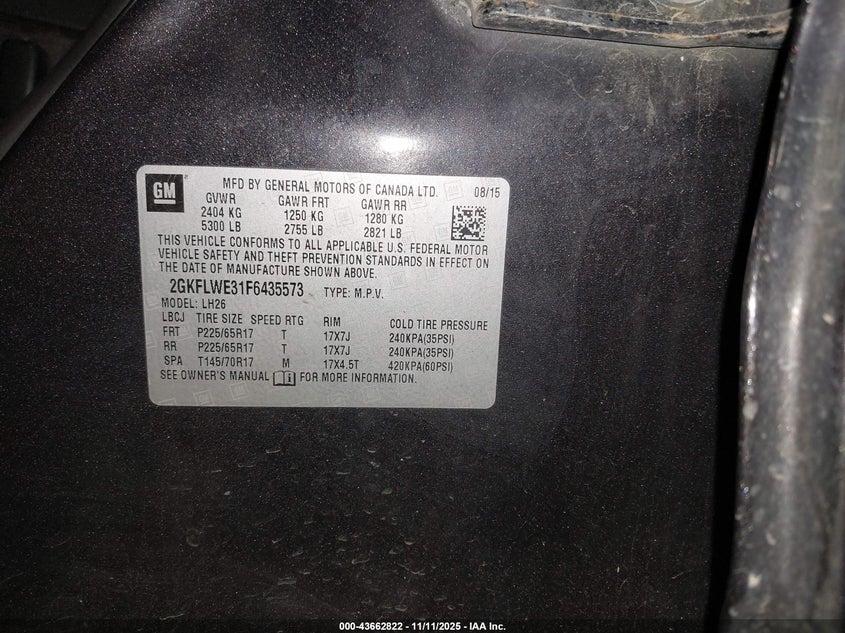 GM
MFD BY GENERAL MOTORS OF CANADA LTD. 08/15
GVWR GAWR FRT GAWR RR
2404 KG 1250 KG 1280 KG
5300 LB 2755 LB 2821 LB
THIS VEHICLE CONFORMS TO ALL APPLICABLE U.S. FEDERAL MOTOR
VEHICLE SAFETY AND THEFT PREVENTION STANDARDS IN EFFECT ON
THE DATE OF MANUFACTURE SHOWN ABOVE.
2GKFLWE31F6435573 TYPE: M.P.V.
MODEL: LH26
LBCJ TIRE SIZE SPEED RTG RIM COLD TIRE PRESSURE
FRT P225/65R17 T 17X7J 240KPA(35PSI)
RR P225/65R17 T 17X7J 240KPA(35PSI)
SPA T145/70R17 M 17X4.5T 420KPA(60PSI)
SEE OWNER'S MANUAL FOR MORE INFORMATION.
000-43662822 - 11/11/2025 - IAA Inc.